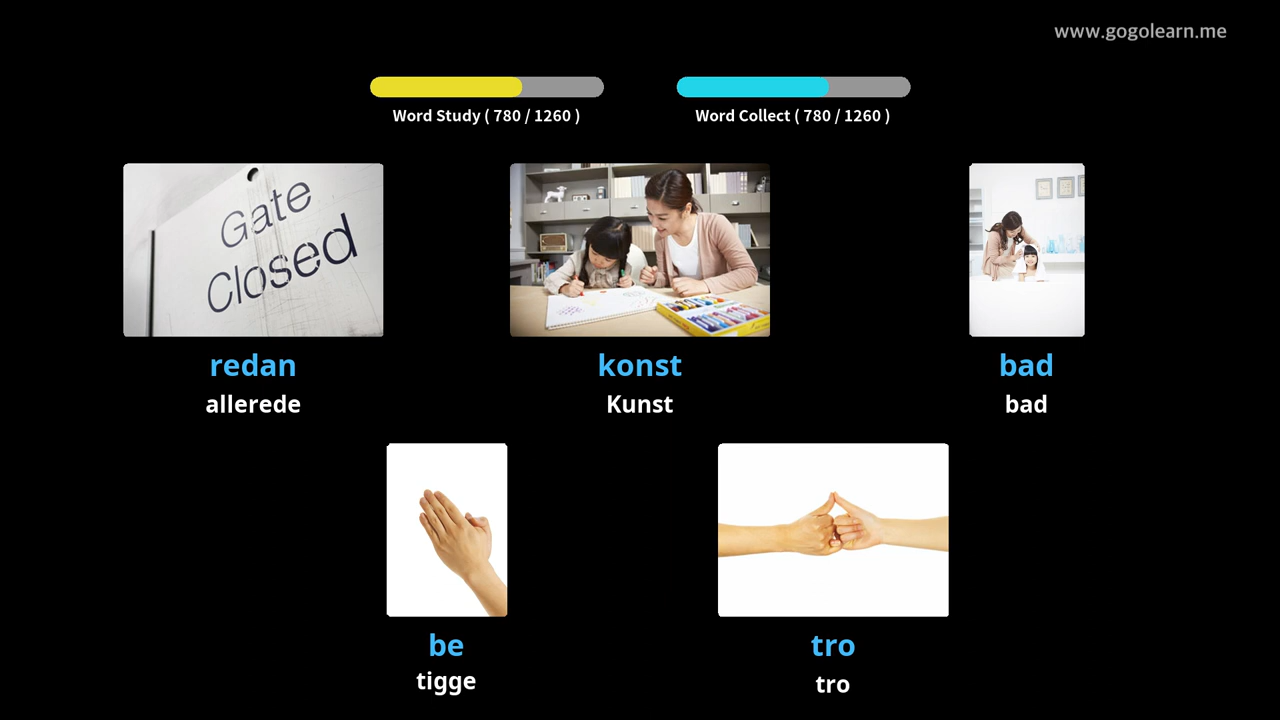 www.gogolearn.me
Word Study ( 780 / 1260 )
Word Collect ( 780 / 1260 )
Gate
Closed
redan
allerede
konst
Kunst
bad
bad
be
tigge
tro
tro